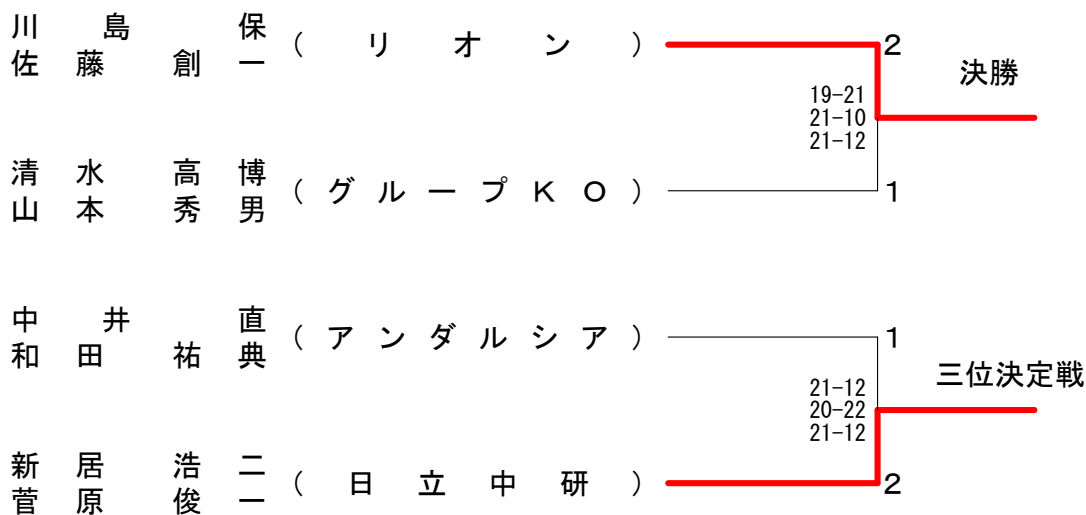 川島保
佐藤創一
(リオン)
2
決勝
19-21
21-10
21-12
清水高博
山本秀男
(グループKO)
1
中井直
和田祐典
(アンダルシア)
1
三位決定戦
21-12
20-22
21-12
新居浩二
菅原俊一
(日立中研)
2